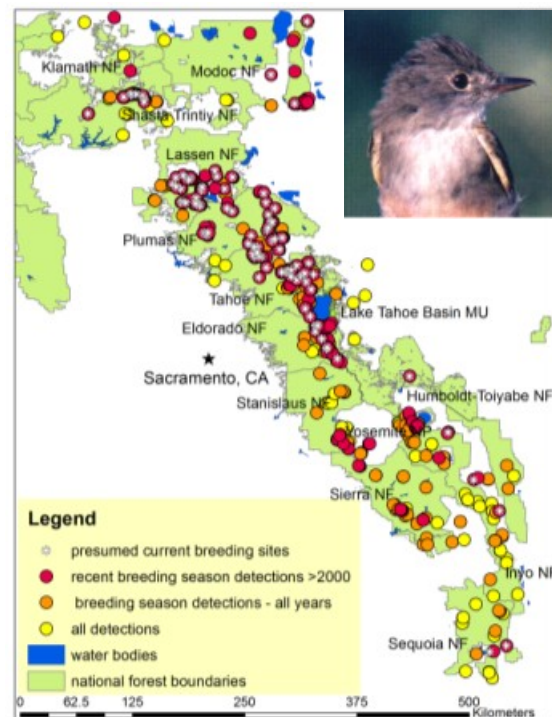 Klamath NF
Modoc NF
Shasta Trintiy NF
Lassen NF
Plumas NF
Tahoe NF
Lake Tahoe Basin MU
Eldorado NF
Sacramento, CA
Humboldt-Toiyabe NF
Stanislaus NF
Yosemite NP
Sierra NF
Inyo NF
Sequoia NF
Legend
presumed current breeding sites
recent breeding season detections >2000
breeding season detections - all years
all detections
water bodies
national forest boundaries
0 62.5 125 250 375 500
Kilometers